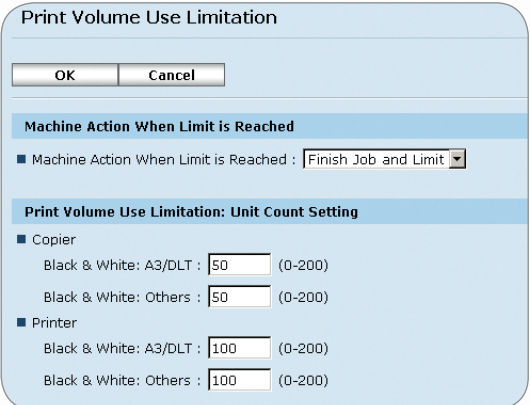 Print Volume Use Limitation
OK Cancel
Machine Action When Limit is Reached
Machine Action When Limit is Reached : Finish Job and Limit
Print Volume Use Limitation: Unit Count Setting
Copier
Black & White: A3/DLT : 50 (0-200)
Black & White: Others : 50 (0-200)
Printer
Black & White: A3/DLT : 100 (0-200)
Black & White: Others : 100 (0-200)